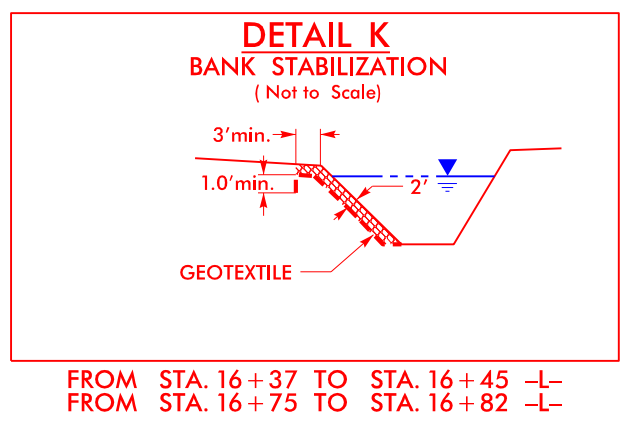 DETAIL K
BANK STABILIZATION
( Not to Scale)
3'min.
1.0'min.
2'
GEOTEXTILE
FROM STA. 16+37 TO STA. 16+45 -L-
FROM STA. 16+75 TO STA. 16+82 -L-